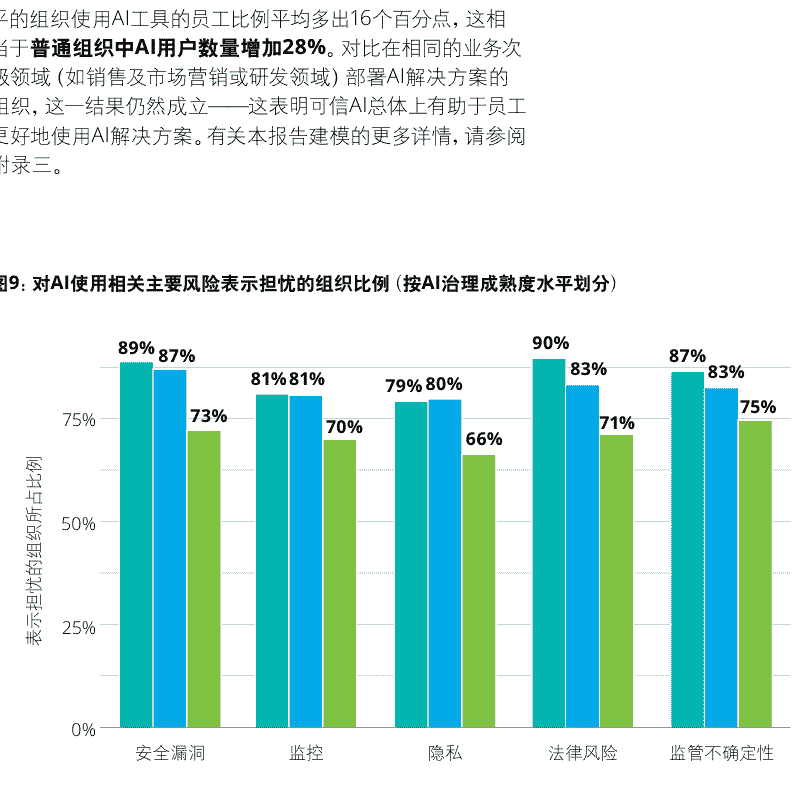 平的组织使用AI工具的员工比例平均多出16个百分点，这相
当于普通组织中AI用户数量增加28%。对比在相同的业务次
级领域（如销售及市场营销或研发领域）部署AI解决方案的
组织，这一结果仍然成立——这表明可信AI总体上有助于员工
更好地使用AI解决方案。有关本报告建模的更多详情，请参阅
附录三。
图9：对AI使用相关主要风险表示担忧的组织比例（按AI治理成熟度水平划分）
表示担忧的组织所占比例
75%
50%
25%
0%
89% 87% 73%
81% 81% 70%
79% 80% 66%
90% 83% 71%
87% 83% 75%
安全漏洞
监控
隐私
法律风险
监管不确定性